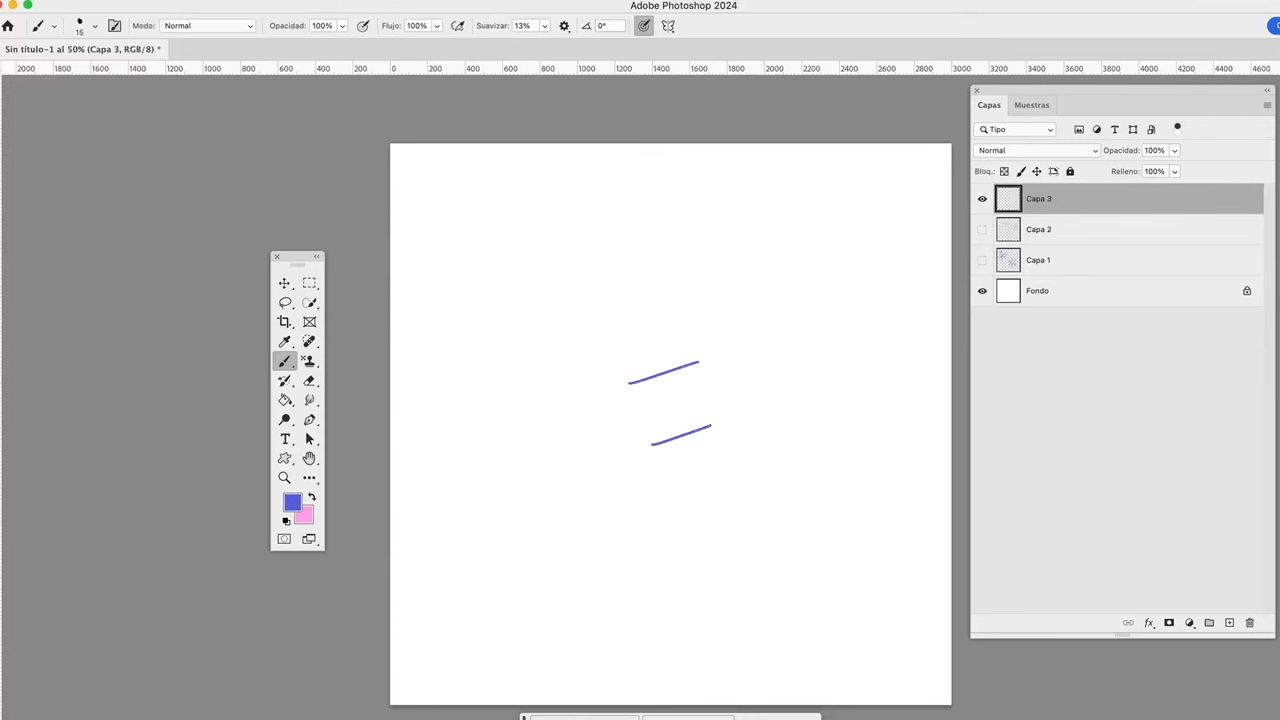 Adobe Photoshop 2024
15 Modo: Normal Opacidad: 100% Flujo: 100% Suavizar: 13% 0°
Sin título-1 al 50% (Capa 3, RGB/8) *
2000 1800 1600 1400 1200 1000 800 600 400 200 0 200 400 600 800 1000 1200 1400 1600 1800 2000 2200 2400 2600 2800 3000 3200 3400 3600 3800 4000 4200 4400 4600
Capas Muestras
Tipo
Normal Opacidad: 100%
Bloq.: Relleno: 100%
Capa 3
Capa 2
Capa 1
Fondo